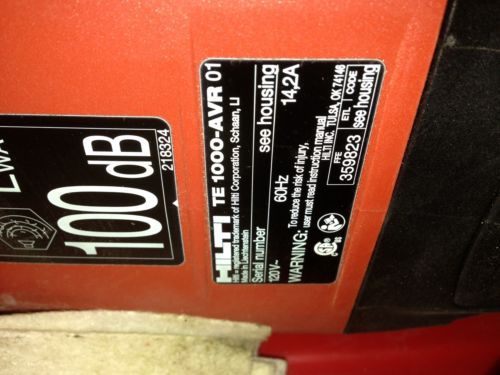 HILTI TE 1000-AVR 01
Hilti = registered trademark of Hilti Corporation, Schaan, LI
Made in Liechtenstein
Serial number see housing
120V~ 60Hz 14,2A
WARNING: To reduce the risk of injury,
user must read instruction manual
HILTI INC. TULSA, OK 74146
FFE ETL CODE
359823 see housing
LWA
100 dB
218324